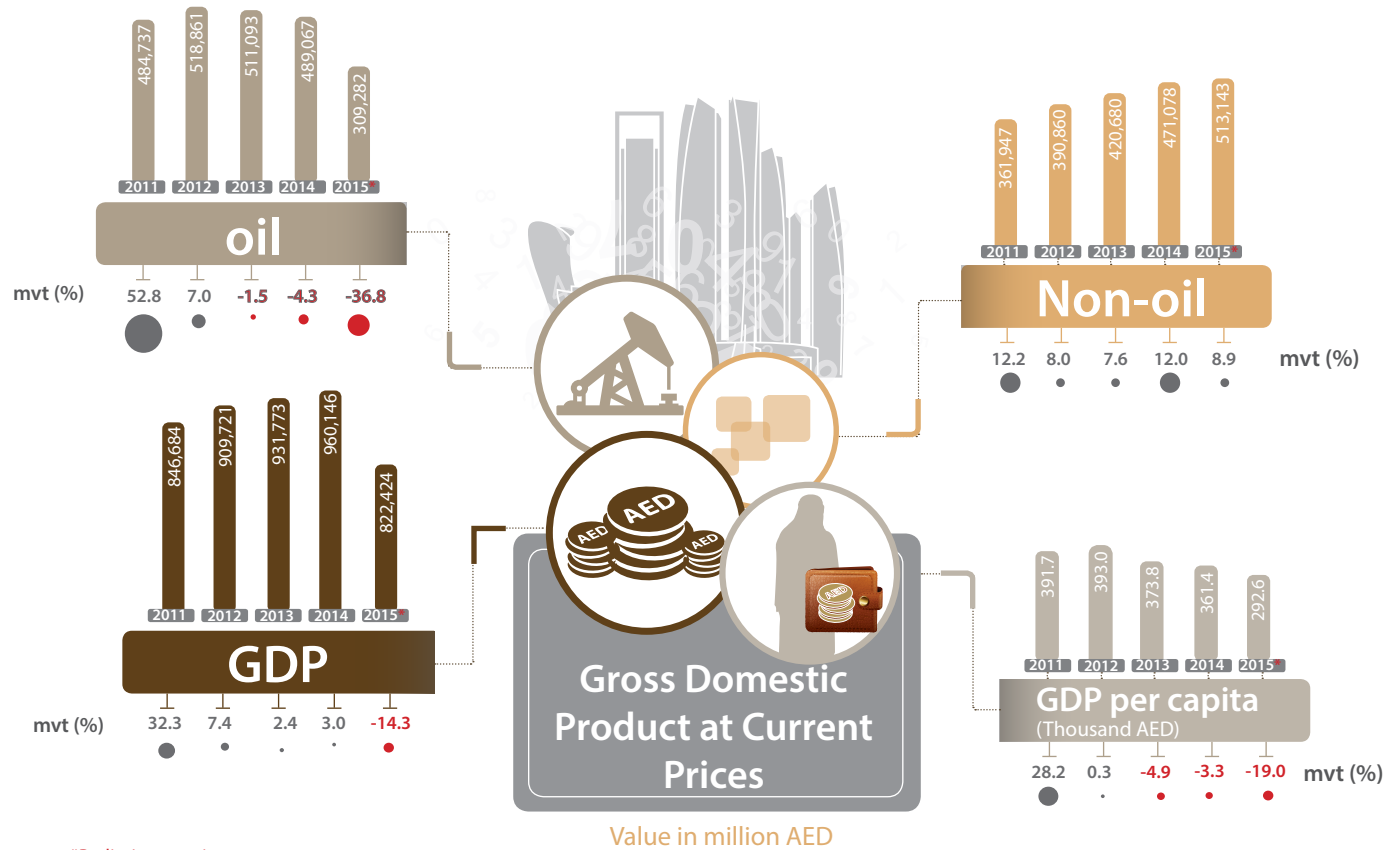 484,737 518,861 511,093 489,067 309,282
2011 2012 2013 2014 2015*
oil
mvt (%) 52.8 7.0 -1.5 -4.3 -36.8
361,947 390,860 420,680 471,078 513,143
2011 2012 2013 2014 2015*
Non-oil
12.2 8.0 7.6 12.0 8.9 mvt (%)
846,684 909,721 931,773 960,146 822,424
2011 2012 2013 2014 2015*
GDP
mvt (%) 32.3 7.4 2.4 3.0 -14.3
AED AED AED
AED
391.7 393.0 373.8 361.4 292.6
2011 2012 2013 2014 2015*
GDP per capita
(Thousand AED)
28.2 0.3 -4.9 -3.3 -19.0 mvt (%)
Gross Domestic
Product at Current
Prices
Value in million AED